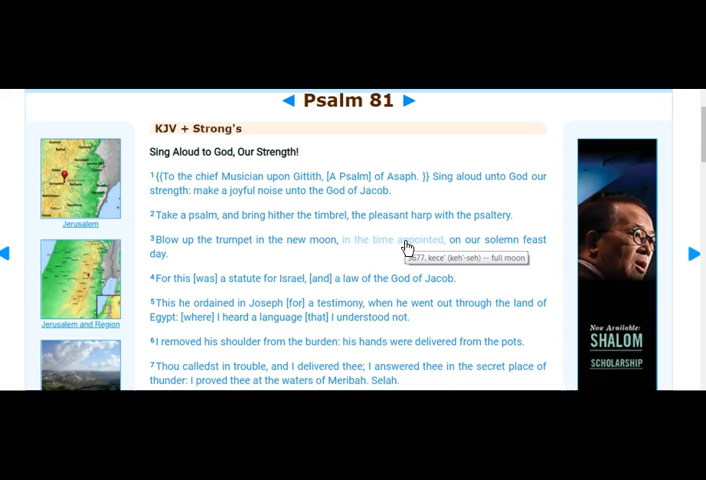 Psalm 81
KJV + Strong's
Sing Aloud to God, Our Strength!
1{{To the chief Musician upon Gittith, [A Psalm] of Asaph. }} Sing aloud unto God our
strength: make a joyful noise unto the God of Jacob.
2Take a psalm, and bring hither the timbrel, the pleasant harp with the psaltery.
3Blow up the trumpet in the new moon, in the time appointed, on our solemn feast
day.
3677. kece' (keh'-seh) -- full moon
4For this [was] a statute for Israel, [and] a law of the God of Jacob.
5This he ordained in Joseph [for] a testimony, when he went out through the land of
Egypt: [where] I heard a language [that] I understood not.
6I removed his shoulder from the burden: his hands were delivered from the pots.
7Thou calledst in trouble, and I delivered thee; I answered thee in the secret place of
thunder: I proved thee at the waters of Meribah. Selah.
Jerusalem
Jerusalem and Region
Now Available:
SHALOM
SCHOLARSHIP